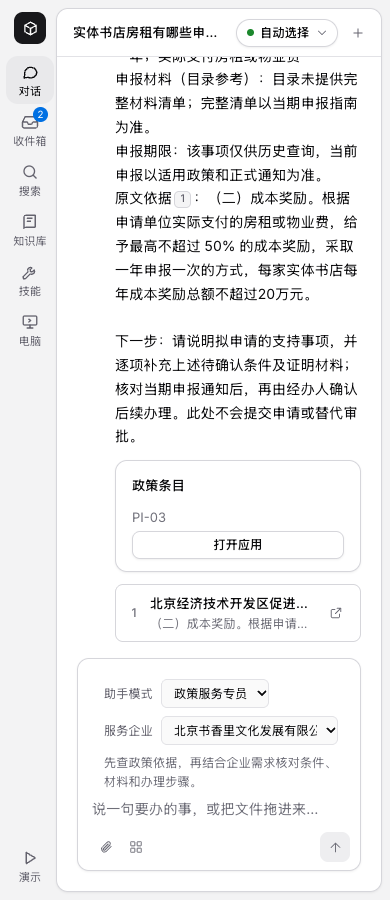 实体书店房租有哪些申...
自动选择
对话
2
收件箱
搜索
知识库
技能
电脑
演示
年，实际支付房租或物业费
申报材料（目录参考）：目录未提供完
整材料清单；完整清单以当期申报指南
为准。
申报期限：该事项仅供历史查询，当前
申报以适用政策和正式通知为准。
原文依据 1 ：（二）成本奖励。根据
申请单位实际支付的房租或物业费，给
予最高不超过 50% 的成本奖励，采取
一年申报一次的方式，每家实体书店每
年成本奖励总额不超过20万元。
下一步：请说明拟申请的支持事项，并
逐项补充上述待确认条件及证明材料；
核对当期申报通知后，再由经办人确认
后续办理。此处不会提交申请或替代审
批。
政策条目
PI-03
打开应用
1 北京经济技术开发区促进...
（二）成本奖励。根据申请...
助手模式 政策服务专员
服务企业 北京书香里文化发展有限公
先查政策依据，再结合企业需求核对条件、
材料和办理步骤。
说一句要办的事，或把文件拖进来...